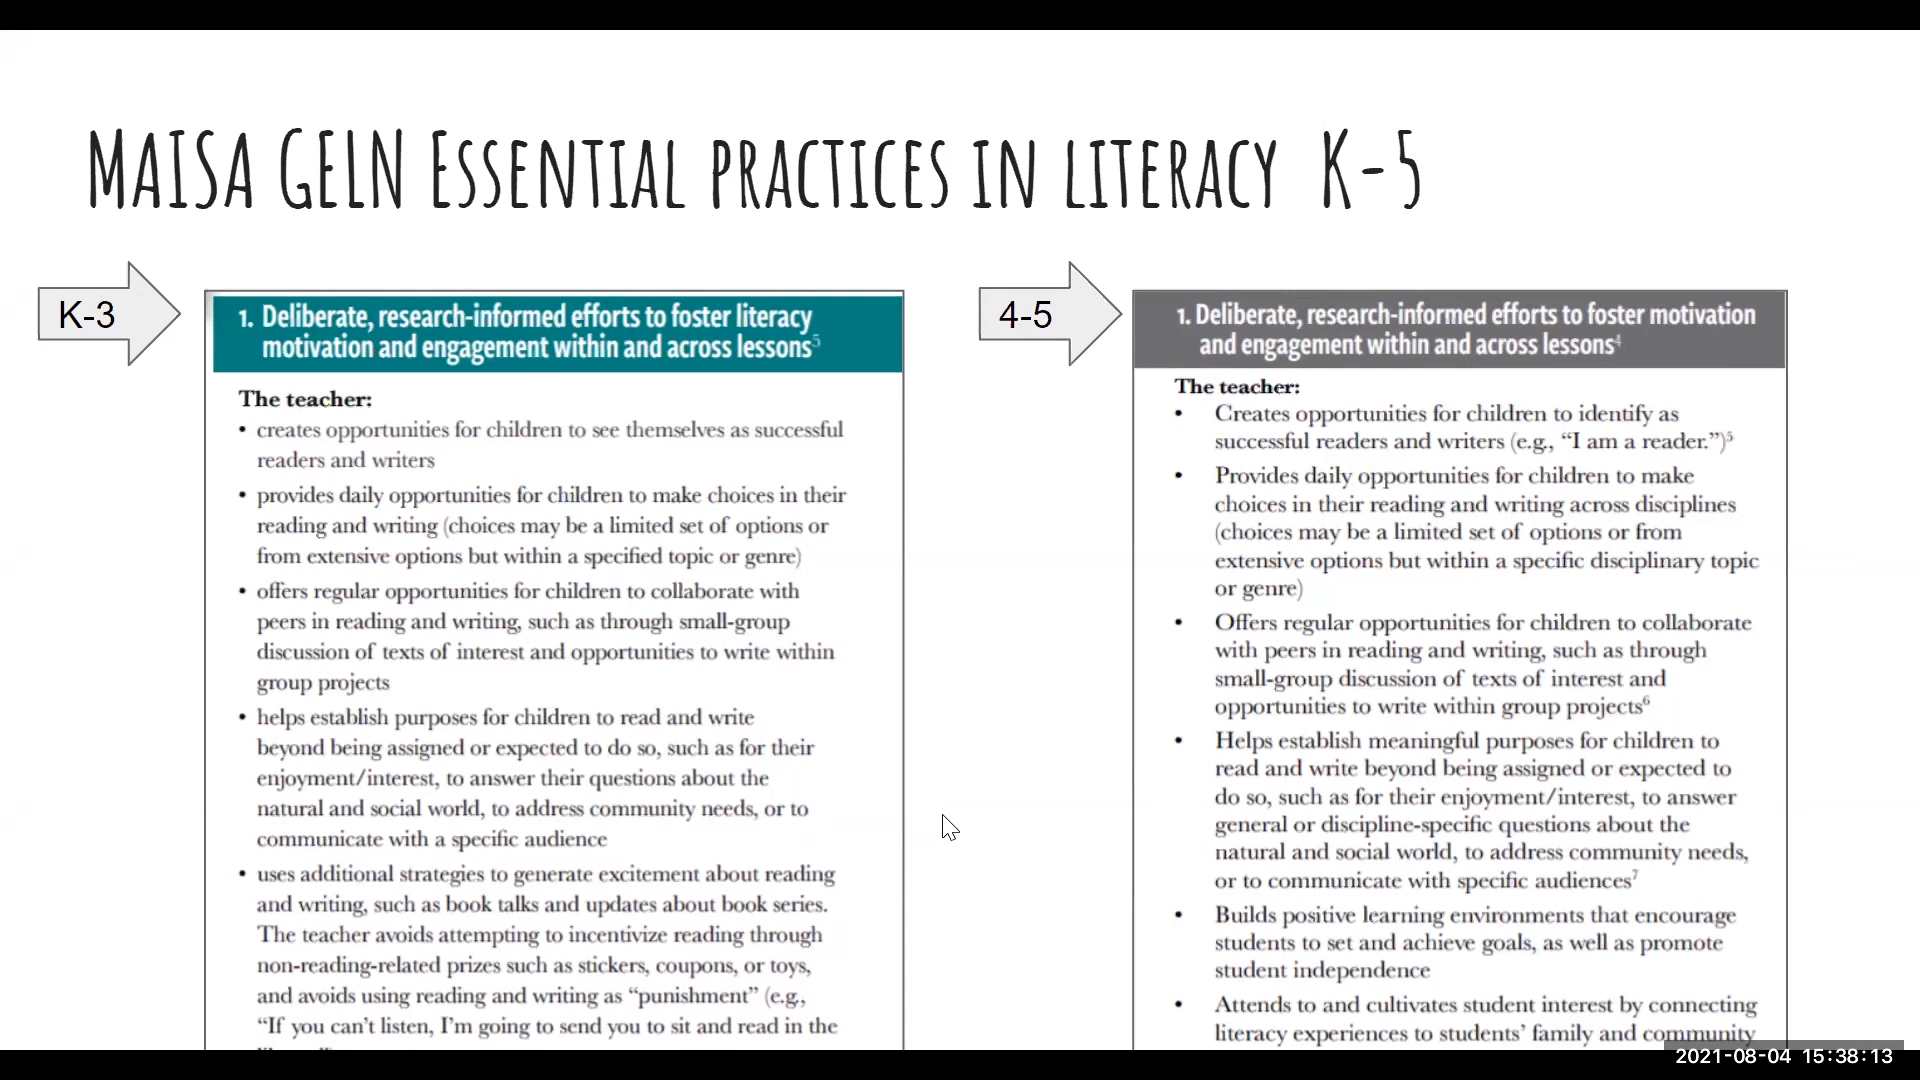 MAISA GELN Essential practices in literacy K-5
K-3
1. Deliberate, research-informed efforts to foster literacy
motivation and engagement within and across lessons5
The teacher:
• creates opportunities for children to see themselves as successful
readers and writers
• provides daily opportunities for children to make choices in their
reading and writing (choices may be a limited set of options or
from extensive options but within a specified topic or genre)
• offers regular opportunities for children to collaborate with
peers in reading and writing, such as through small-group
discussion of texts of interest and opportunities to write within
group projects
• helps establish purposes for children to read and write
beyond being assigned or expected to do so, such as for their
enjoyment/interest, to answer their questions about the
natural and social world, to address community needs, or to
communicate with a specific audience
• uses additional strategies to generate excitement about reading
and writing, such as book talks and updates about book series.
The teacher avoids attempting to incentivize reading through
non-reading-related prizes such as stickers, coupons, or toys,
and avoids using reading and writing as “punishment” (e.g.,
“If you can’t listen, I’m going to send you to sit and read in the
4-5
1. Deliberate, research-informed efforts to foster motivation
and engagement within and across lessons4
The teacher:
• Creates opportunities for children to identify as
successful readers and writers (e.g., “I am a reader.”)5
• Provides daily opportunities for children to make
choices in their reading and writing across disciplines
(choices may be a limited set of options or from
extensive options but within a specific disciplinary topic
or genre)
• Offers regular opportunities for children to collaborate
with peers in reading and writing, such as through
small-group discussion of texts of interest and
opportunities to write within group projects6
• Helps establish meaningful purposes for children to
read and write beyond being assigned or expected to
do so, such as for their enjoyment/interest, to answer
general or discipline-specific questions about the
natural and social world, to address community needs,
or to communicate with specific audiences7
• Builds positive learning environments that encourage
students to set and achieve goals, as well as promote
student independence
• Attends to and cultivates student interest by connecting
literacy experiences to students’ family and community
2021-08-04 15:38:13